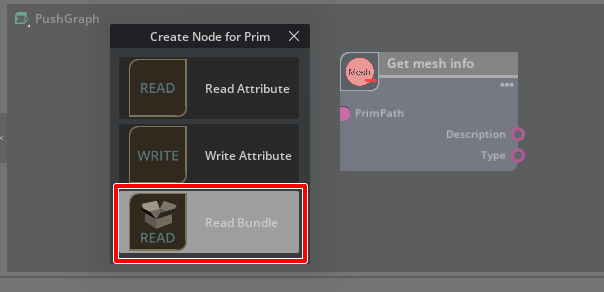 PushGraph
Create Node for Prim
READ
Read Attribute
WRITE
Write Attribute
READ
Read Bundle
Mesh
Get mesh info
PrimPath
Description
Type